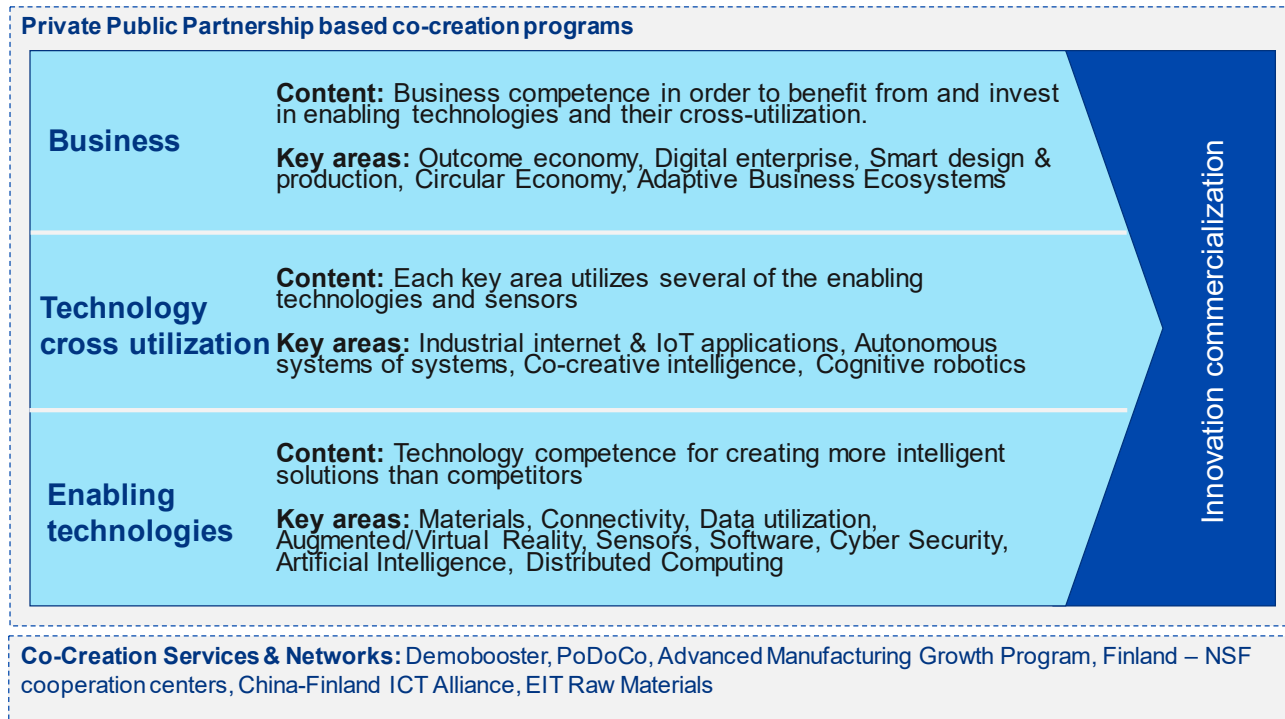 Private Public Partnership based co-creation programs
Business
Content: Business competence in order to benefit from and invest
in enabling technologies and their cross-utilization.
Key areas: Outcome economy, Digital enterprise, Smart design &
production, Circular Economy, Adaptive Business Ecosystems
Technology
cross utilization
Content: Each key area utilizes several of the enabling
technologies and sensors
Key areas: Industrial internet & IoT applications, Autonomous
systems of systems, Co-creative intelligence, Cognitive robotics
Enabling
technologies
Content: Technology competence for creating more intelligent
solutions than competitors
Key areas: Materials, Connectivity, Data utilization,
Augmented/Virtual Reality, Sensors, Software, Cyber Security,
Artificial Intelligence, Distributed Computing
Innovation commercialization
Co-Creation Services & Networks: Demobooster, PoDoCo, Advanced Manufacturing Growth Program, Finland – NSF
cooperation centers, China-Finland ICT Alliance, EIT Raw Materials